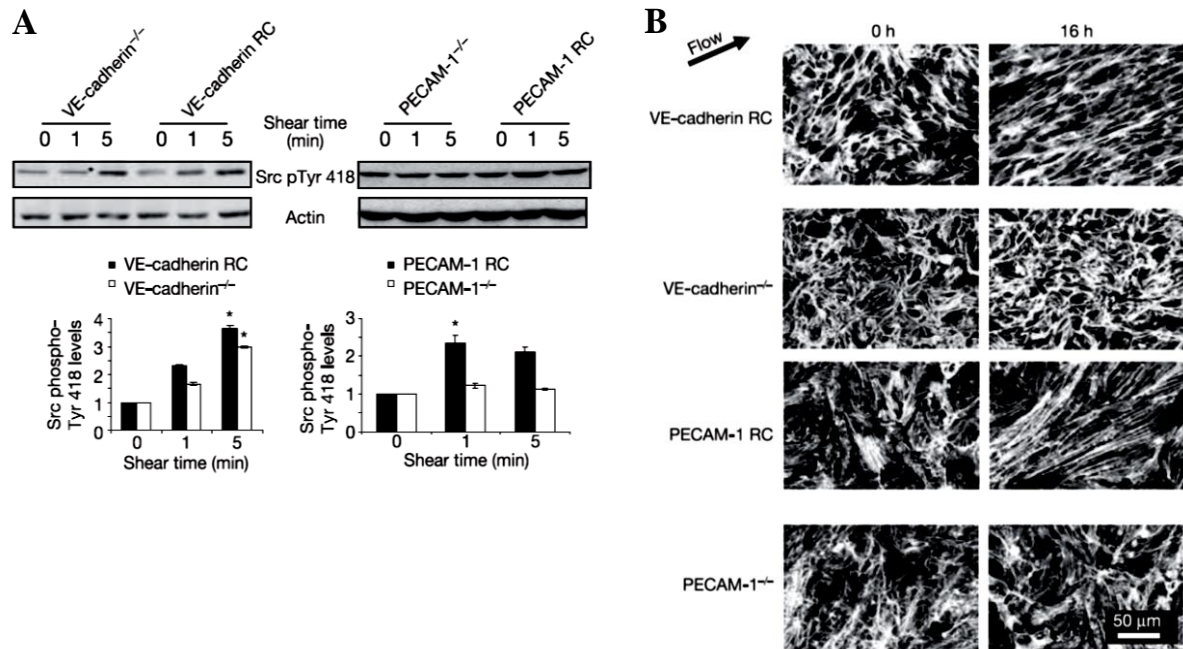 A
VE-cadherin–/–
VE-cadherin RC
PECAM-1–/–
PECAM-1 RC
0 1 5 0 1 5
Shear time
(min)
0 1 5 0 1 5
Src pTyr 418
Actin
VE-cadherin RC
VE-cadherin–/–
Src phospho-
Tyr 418 levels
4
3
2
1
0
*
*
0 1 5
Shear time (min)
PECAM-1 RC
PECAM-1–/–
Src phospho-
Tyr 418 levels
3
2
1
0
*
0 1 5
Shear time (min)
B
Flow
0 h 16 h
VE-cadherin RC
VE-cadherin–/–
PECAM-1 RC
PECAM-1–/–
50 µm